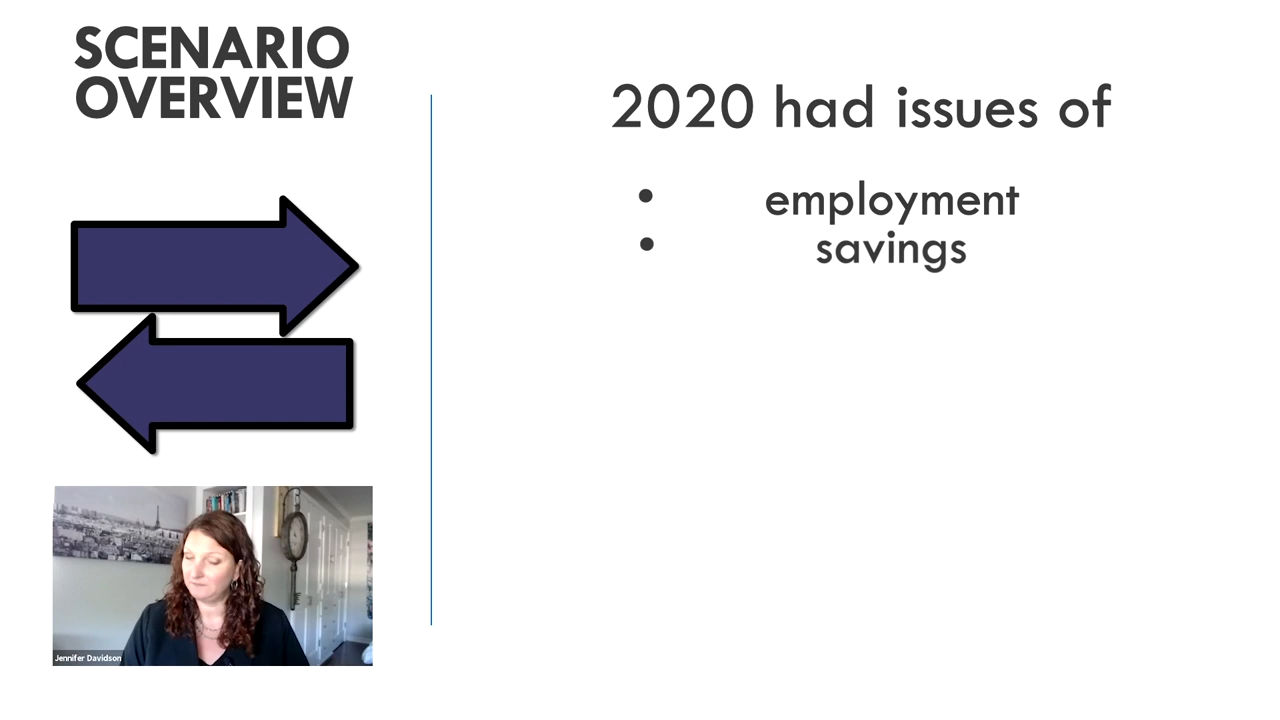 SCENARIO
OVERVIEW
2020 had issues of
• employment
• savings
Jennifer Davidson